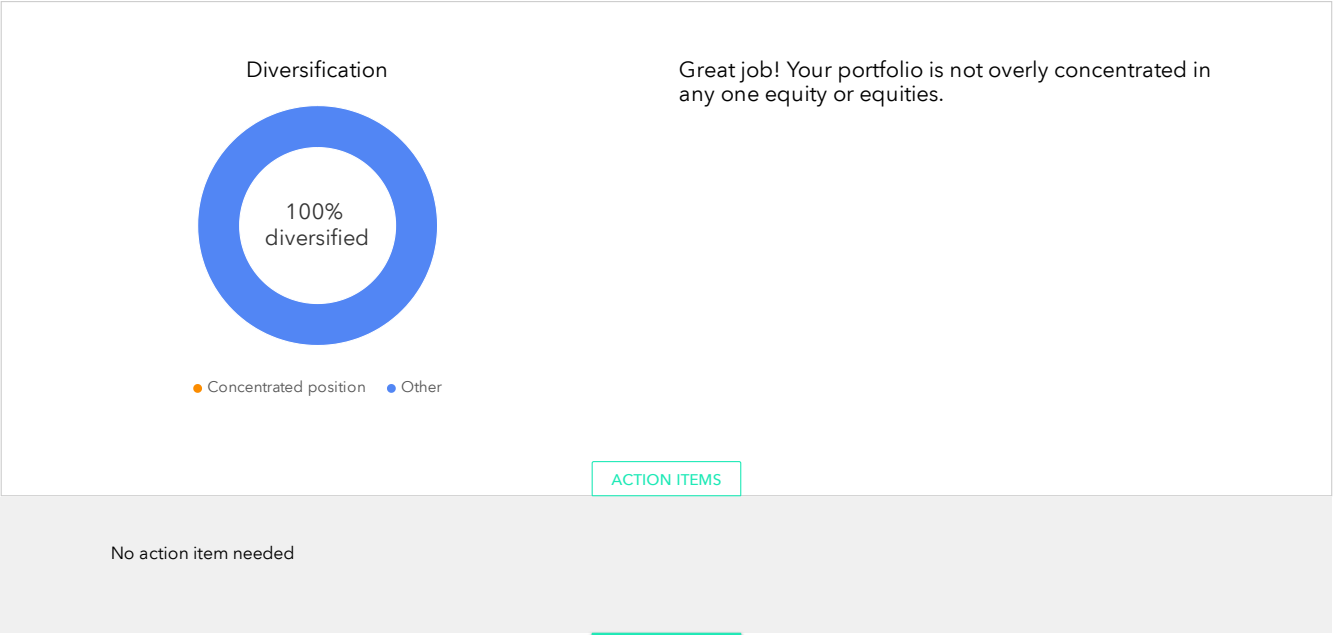 Diversification
100%
diversified
Concentrated position
Other
Great job! Your portfolio is not overly concentrated in
any one equity or equities.
ACTION ITEMS
No action item needed